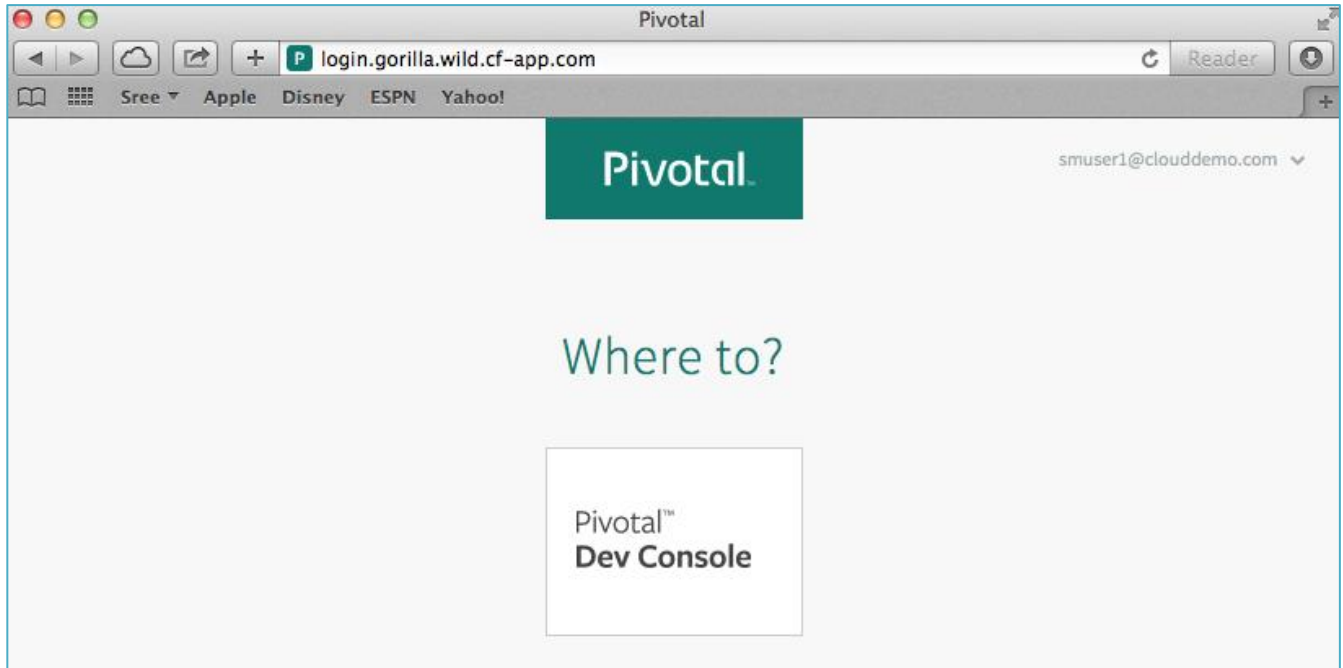 Pivotal
P login.gorilla.wild.cf-app.com Reader
Sree Apple Disney ESPN Yahoo!
Pivotal™
smuser1@clouddemo.com
Where to?
Pivotal™
Dev Console